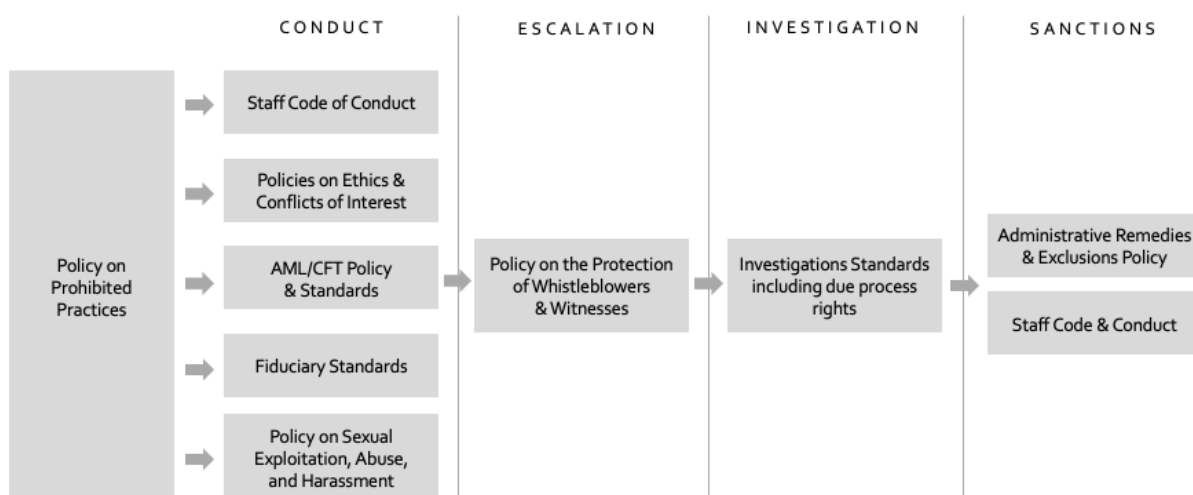 CONDUCT
ESCALATION
INVESTIGATION
SANCTIONS
Policy on
Prohibited
Practices
Staff Code of Conduct
Policies on Ethics &
Conflicts of Interest
AML/CFT Policy
& Standards
Fiduciary Standards
Policy on Sexual
Exploitation, Abuse,
and Harassment
Policy on the Protection
of Whistleblowers
& Witnesses
Investigations Standards
including due process
rights
Administrative Remedies
& Exclusions Policy
Staff Code & Conduct